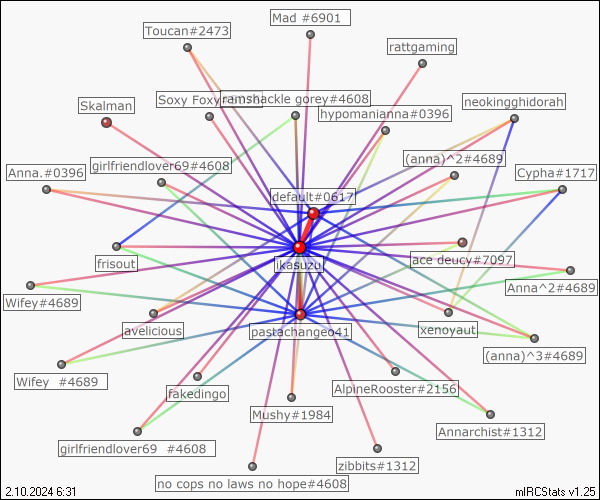 Mad #6901
Toucan#2473
rattgaming
Skalman
Soxy Foxy
ramshackle gorey#4608
hypomanianna#0396
neokingghidorah
Anna.#0396
girlfriendlover69#4608
(anna)^2#4689
Cypha#1717
default#0617
frisout
ikasuzu
ace deucy#7097
Anna^2#4689
Wifey#4689
avelicious
pastachangeo41
xenoyaut
(anna)^3#4689
Wifey #4689
fakedingo
AlpineRooster#2156
Mushy#1984
Annarchist#1312
girlfriendlover69 #4608
zibbits#1312
no cops no laws no hope#4608
2.10.2024 6:31
mIRCStats v1.25